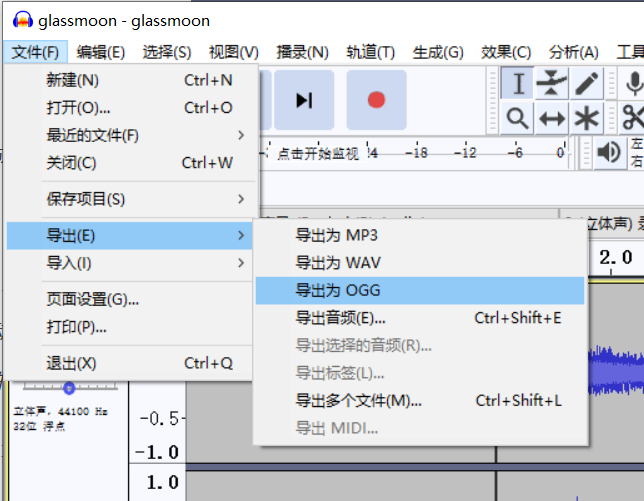 glassmoon - glassmoon
文件(F) 编辑(E) 选择(S) 视图(V) 播录(N) 轨道(T) 生成(G) 效果(C) 分析(A) 工具
新建(N) Ctrl+N
打开(O)... Ctrl+O
最近的文件(F)
关闭(C) Ctrl+W
保存项目(S)
导出(E)
导入(I)
页面设置(G)...
打印(P)...
退出(X) Ctrl+Q
点击开始监视 -18 -12 -6 0
左
右
立体声) 录
2.0
导出为 MP3
导出为 WAV
导出为 OGG
导出音频(E)... Ctrl+Shift+E
导出选择的音频(R)...
导出标签(L)...
导出多个文件(M)... Ctrl+Shift+L
导出 MIDI...
立体声, 44100 Hz
32位 浮点
-0.5
-1.0
1.0